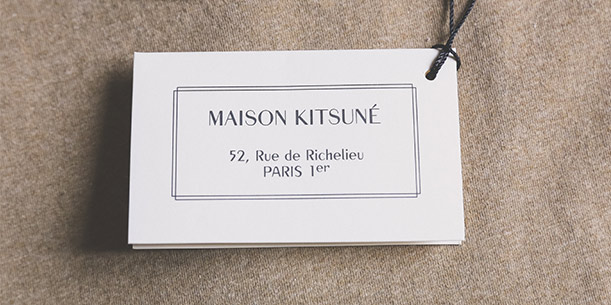 MAISON KITSUNÉ
52, Rue de Richelieu
PARIS 1er